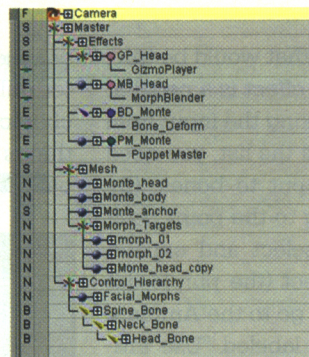 F Camera
S Master
S Effects
E GP_Head
GizmoPlayer
E MB_Head
MorphBlender
E BD_Monte
Bone_Deform
E PM_Monte
Puppet Master
S Mesh
N Monte_head
N Monte_body
S Monte_anchor
N Morph_Targets
N morph_01
N morph_02
N Monte_head_copy
N Control_Hierarchy
N Facial_Morphs
B Spine_Bone
B Neck_Bone
B Head_Bone